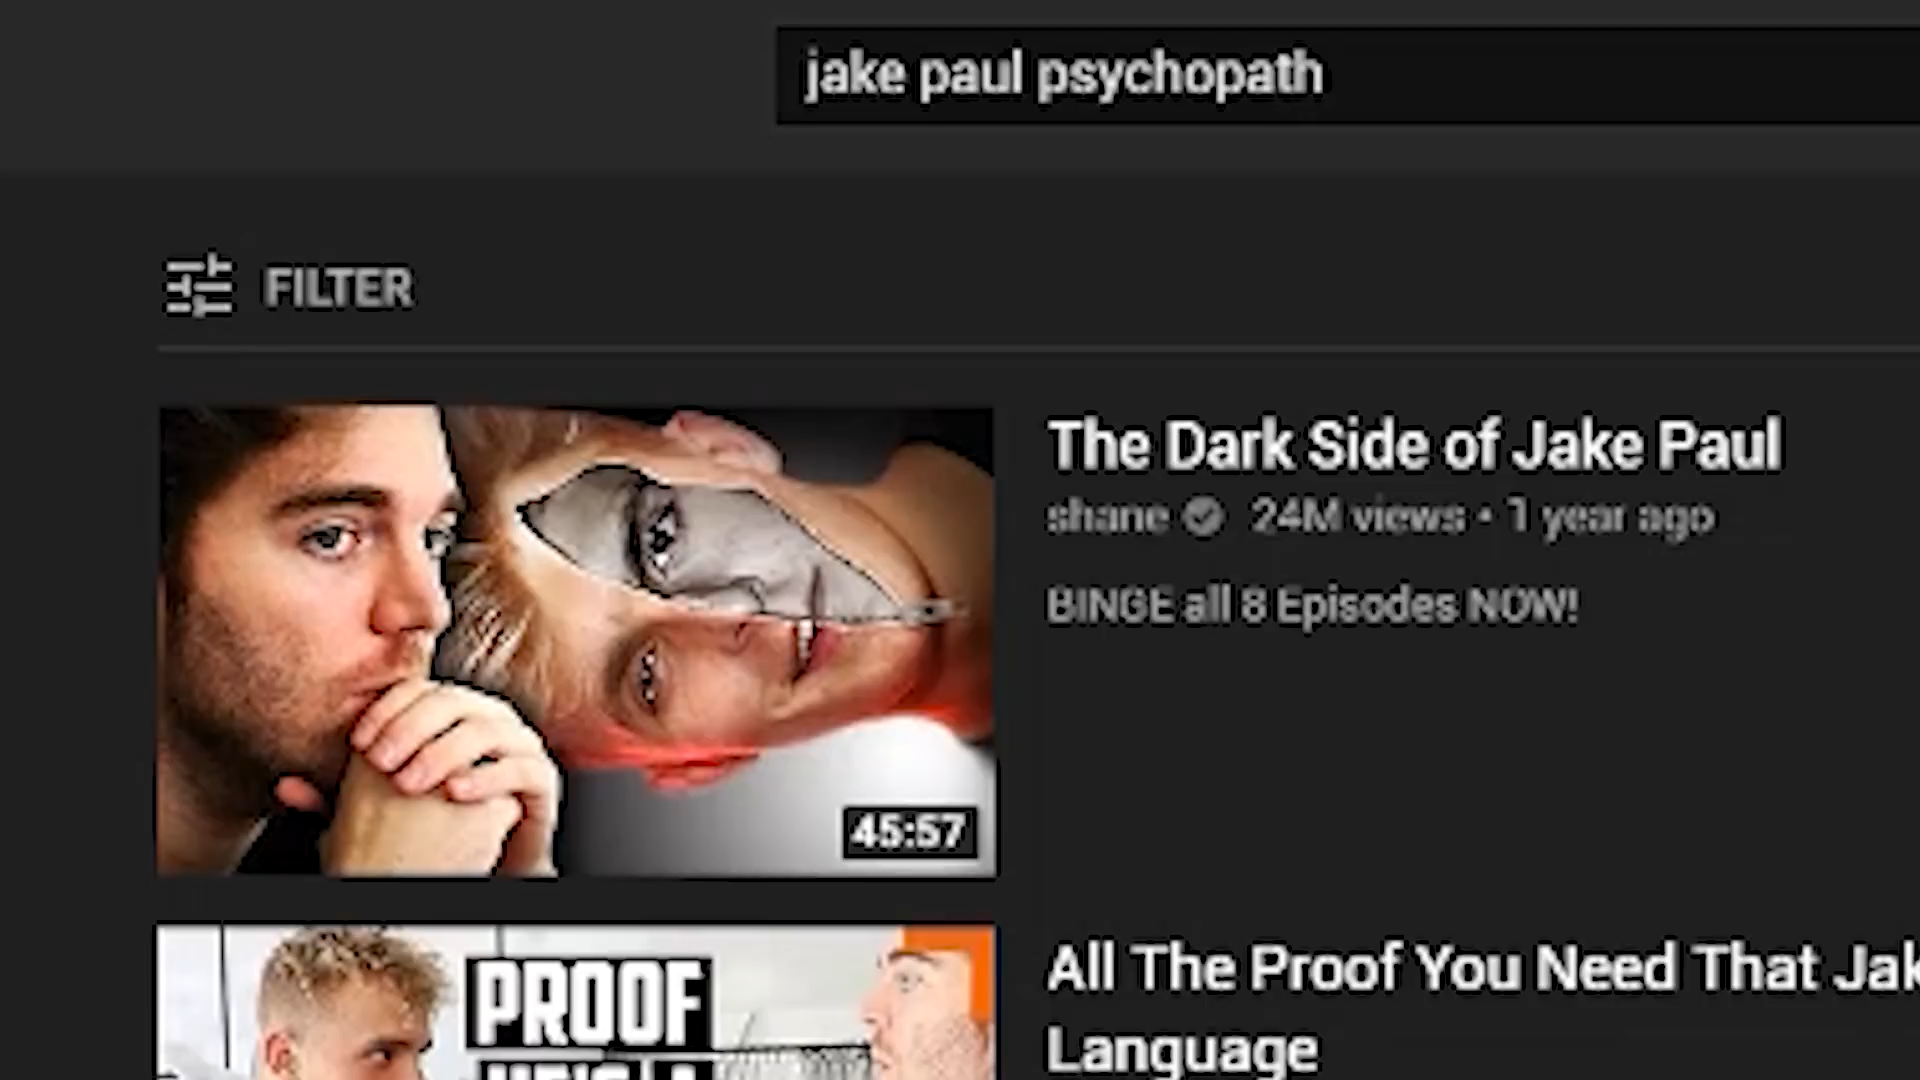 jake paul psychopath
FILTER
The Dark Side of Jake Paul
shane 24M views • 1 year ago
BINGE all 8 Episodes NOW!
45:57
All The Proof You Need That Jak
Language
PROOF
HE'S A